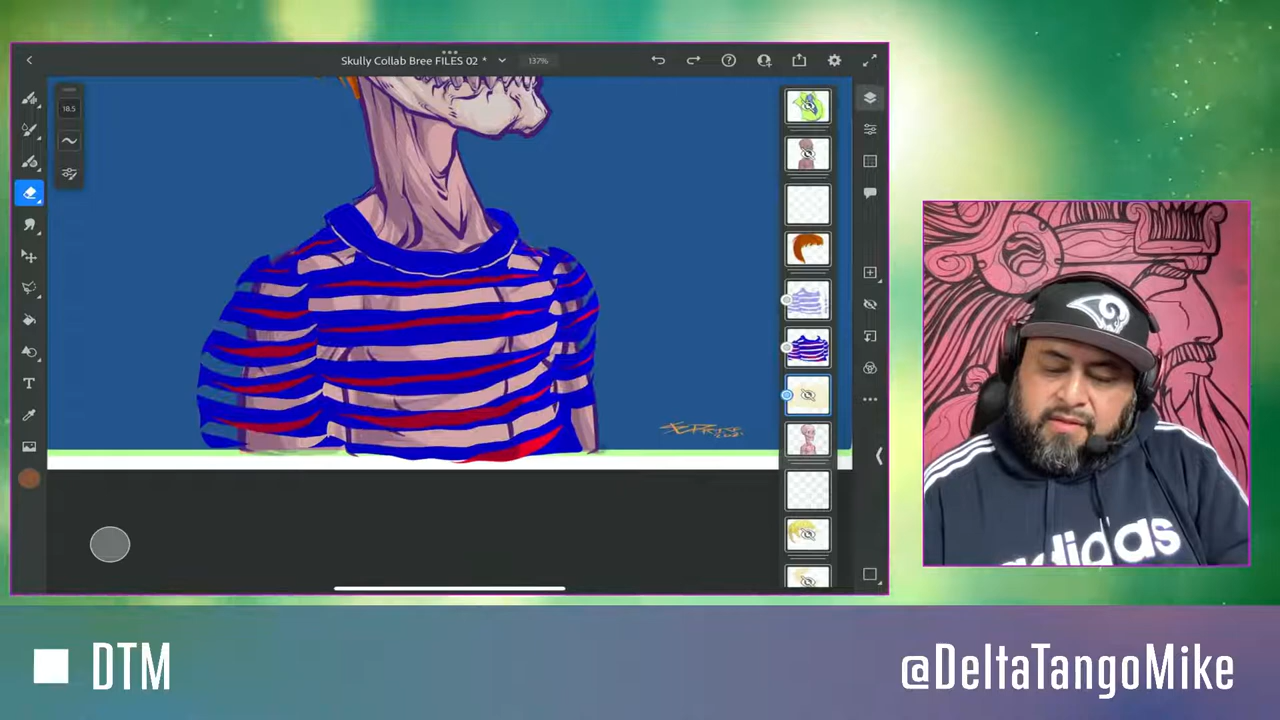 Skully Collab Bree FILES 02 *
137%
18.5
T
adidas
DTM
@DeltaTangoMike